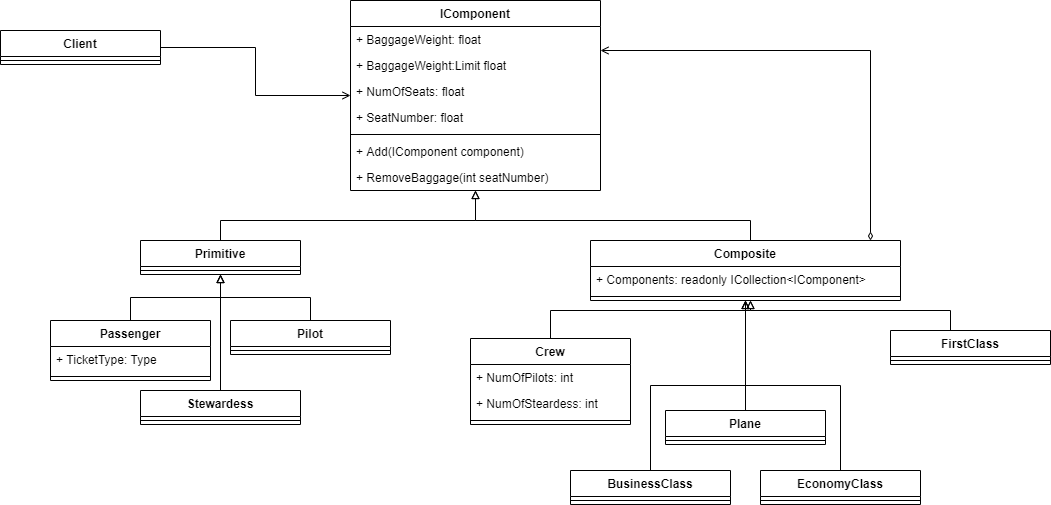 IComponent
+ BaggageWeight: float
+ BaggageWeight:Limit float
+ NumOfSeats: float
+ SeatNumber: float
+ Add(IComponent component)
+ RemoveBaggage(int seatNumber)
Client
Primitive
Composite
+ Components: readonly ICollection<IComponent>
Passenger
+ TicketType: Type
Pilot
Stewardess
Crew
+ NumOfPilots: int
+ NumOfSteardess: int
FirstClass
Plane
BusinessClass
EconomyClass